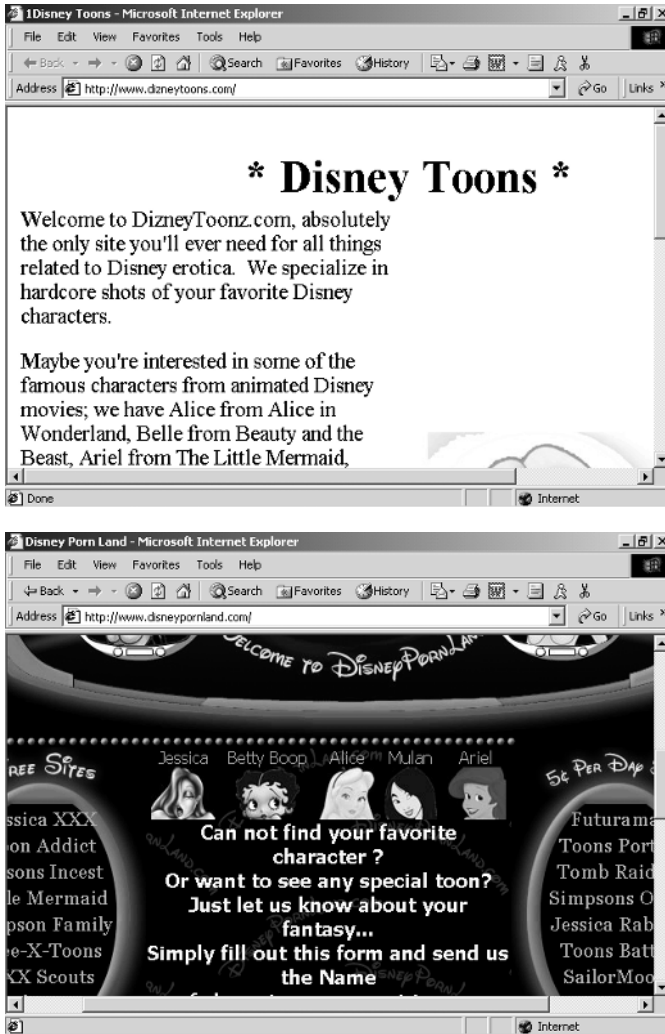 1Disney Toons - Microsoft Internet Explorer
File Edit View Favorites Tools Help
Back Search Favorites History
Address http://www.dizneytoons.com/ Go Links
* Disney Toons *
Welcome to DizneyToonz.com, absolutely
the only site you'll ever need for all things
related to Disney erotica. We specialize in
hardcore shots of your favorite Disney
characters.
Maybe you're interested in some of the
famous characters from animated Disney
movies; we have Alice from Alice in
Wonderland, Belle from Beauty and the
Beast, Ariel from The Little Mermaid,
Done Internet
Disney Porn Land - Microsoft Internet Explorer
File Edit View Favorites Tools Help
Back Search Favorites History
Address http://www.disneypornland.com/ Go Links
WELCOME TO DISNEYPORNLAND
REE SITES
Jessica Betty Boop Alice Mulan Ariel
5¢ PER DAY
ssica XXX
on Addict
sons Incest
le Mermaid
pson Family
e-X-Toons
XX Scouts
Can not find your favorite
character ?
Or want to see any special toon?
Just let us know about your
fantasy...
Simply fill out this form and send us
the Name
Futurama
Toons Port
Tomb Raid
Simpsons O
Jessica Rab
Toons Batt
SailorMoo
Internet